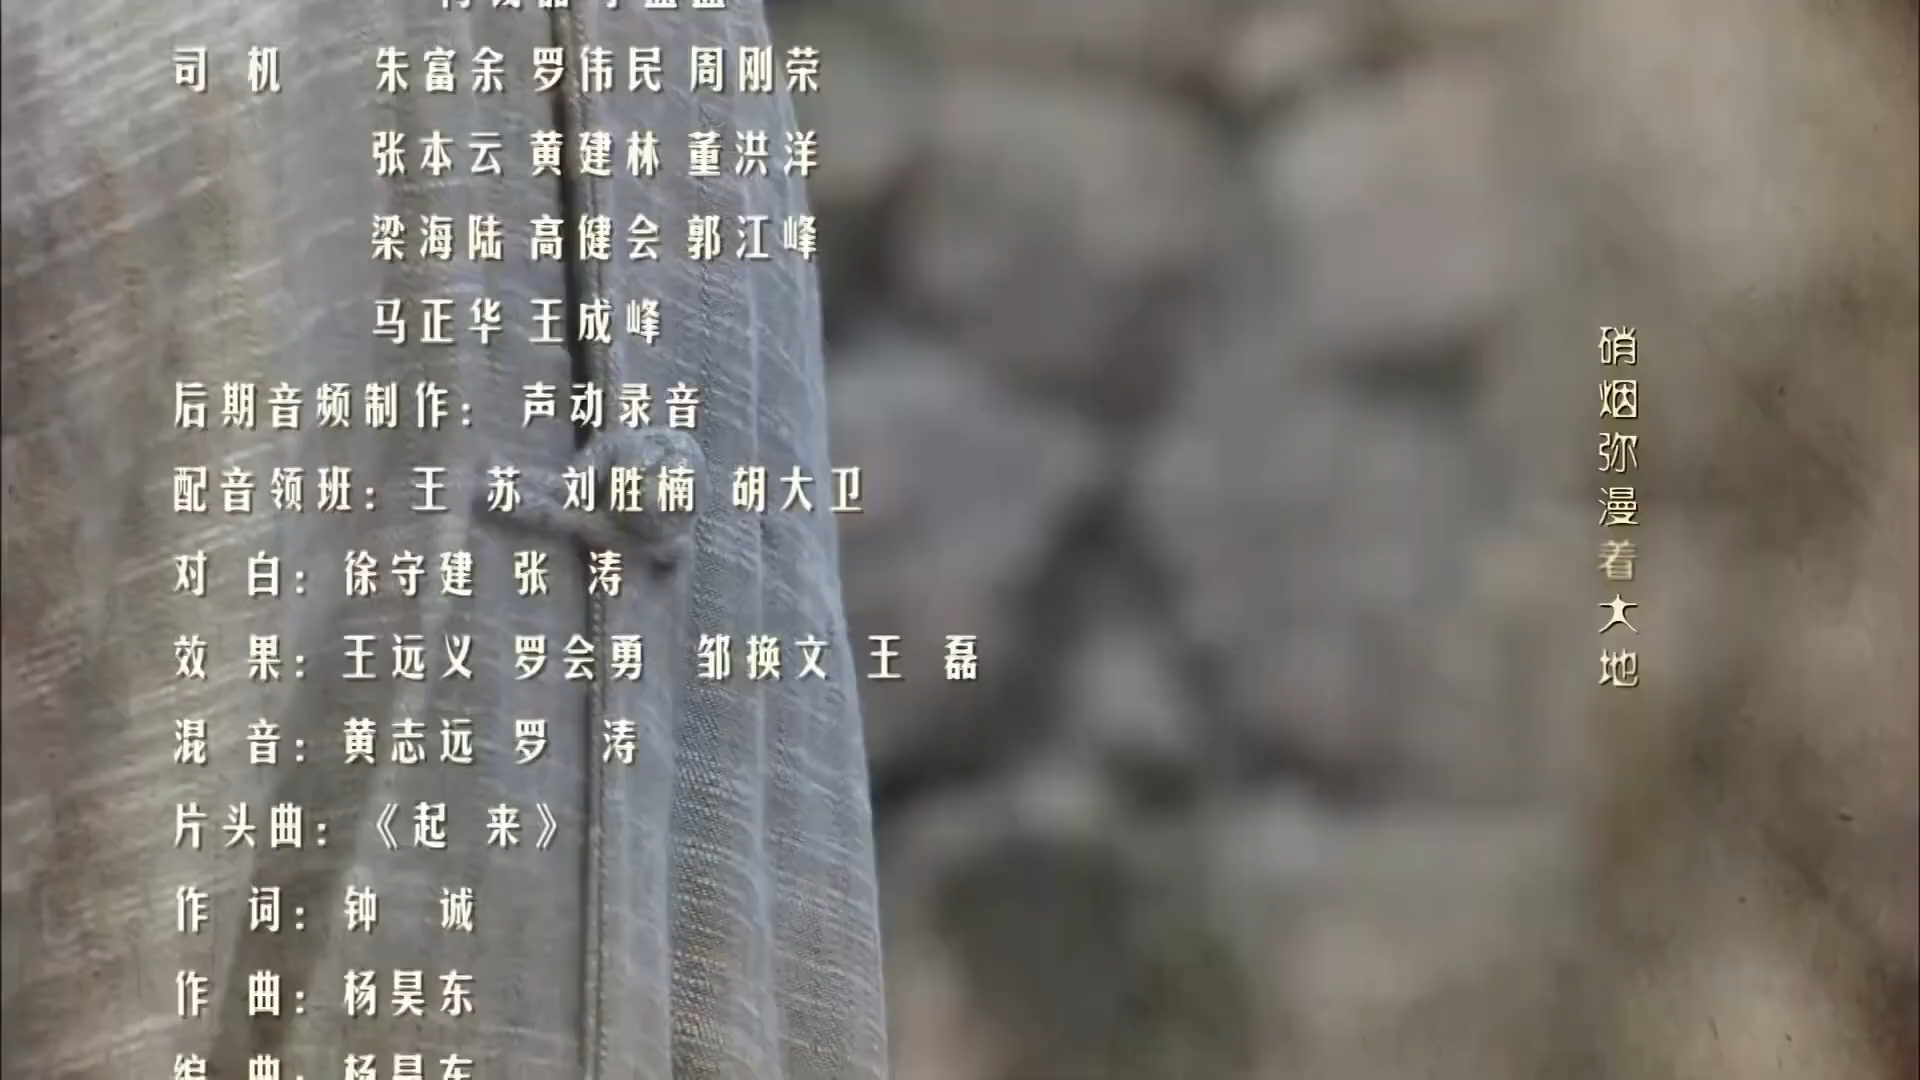 司 机 朱富余 罗伟民 周刚荣
张本云 黄建林 董洪洋
梁海陆 高健会 郭江峰
马正华 王成峰
后期音频制作： 声动录音
配音领班：王 苏 刘胜楠 胡大卫
对 白：徐守建 张 涛
效 果：王远义 罗会勇 邹换文 王 磊
混 音：黄志远 罗 涛
片头曲：《起 来》
作 词：钟 诚
作 曲：杨昊东
编 曲：杨昊东
硝烟弥漫着大地